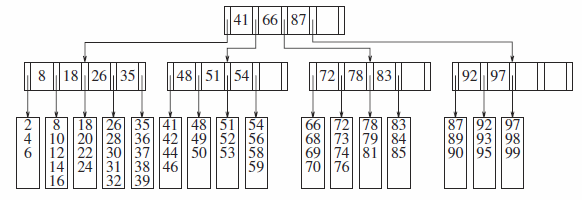 41 66 87
8 18 26 35 48 51 54 72 78 83 92 97
2 8 18 26 35 41 48 51 54 66 72 78 83 87 92 97
4 10 20 28 36 42 49 52 56 68 73 79 84 89 93 98
6 12 22 30 37 44 50 53 58 69 74 81 85 90 95 99
14 24 31 38 46 59 70 76
16 32 39